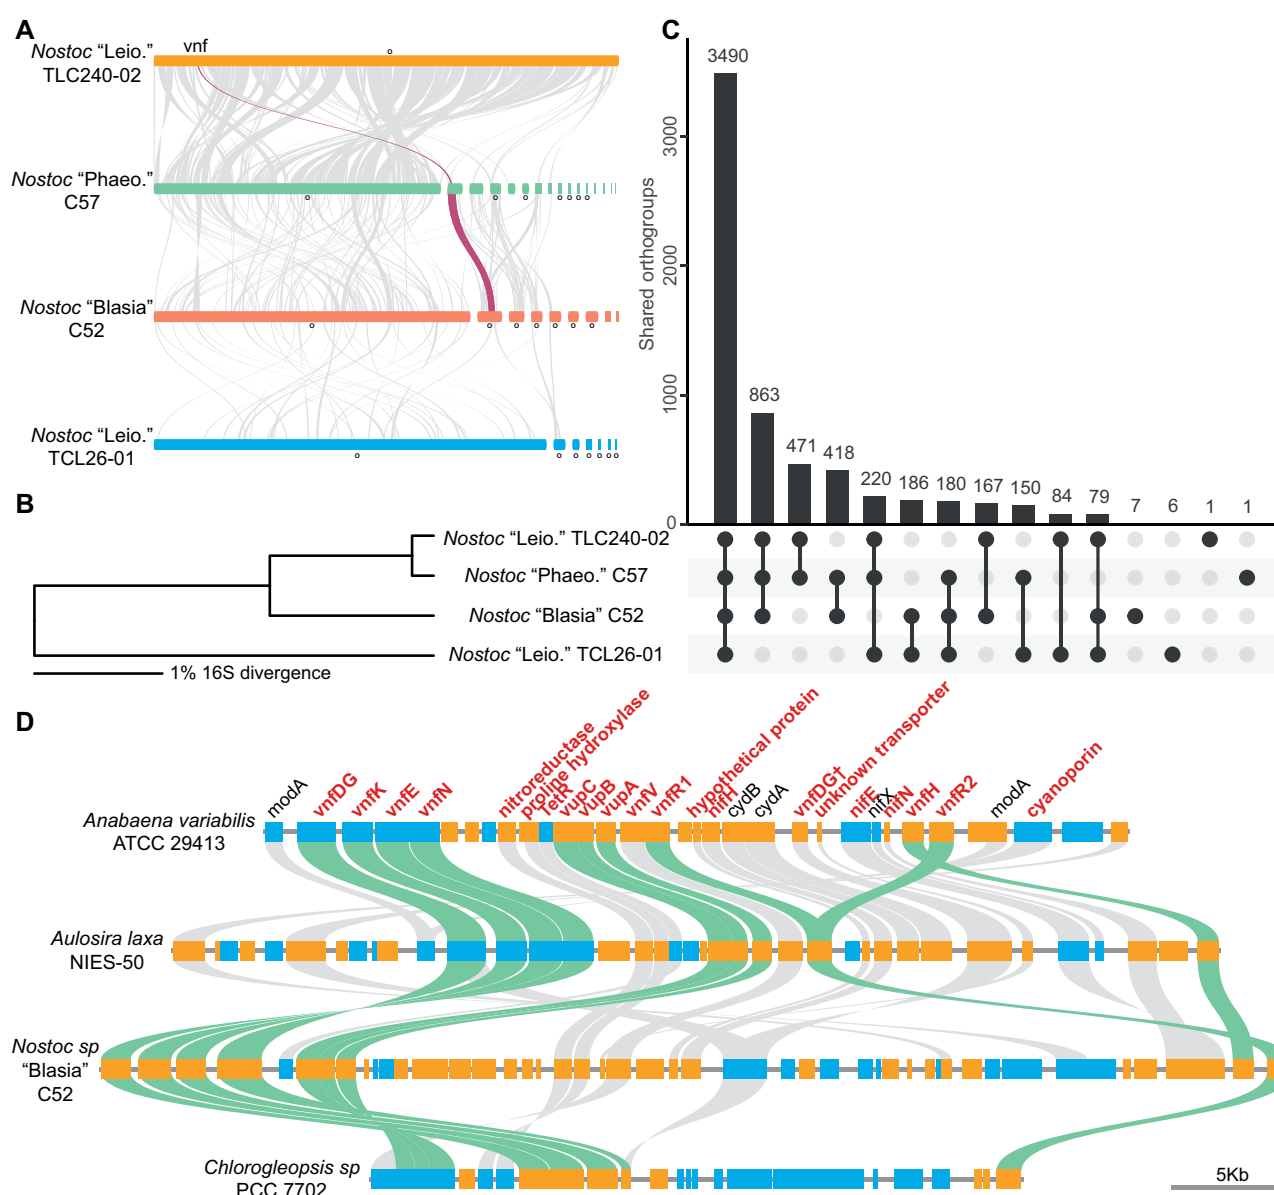 A
Nostoc “Leio.”
TLC240-02
vnf
Nostoc “Phaeo.”
C57
Nostoc “Blasia”
C52
Nostoc “Leio.”
TCL26-01
B
Nostoc “Leio.” TLC240-02
Nostoc “Phaeo.” C57
Nostoc “Blasia” C52
Nostoc “Leio.” TCL26-01
1% 16S divergence
C
Shared orthogroups
3000
2000
1000
0
3490
863
471
418
220
186
180
167
150
84
79
7
6
1
1
D
modA
vnfDG
vnfK
vnfE
vnfN
nitroreductase
proline hydroxylase
TetR
vupC
vupB
vupA
vnfV
vnfR1
hypothetical protein
nifH
cydB
cydA
vnfDG†
unknown transporter
nifE
nifX
nifN
vnfH
vnfR2
modA
cyanoporin
Anabaena variabilis
ATCC 29413
Aulosira laxa
NIES-50
Nostoc sp
“Blasia”
C52
Chlorogleopsis sp
PCC 7702
5Kb